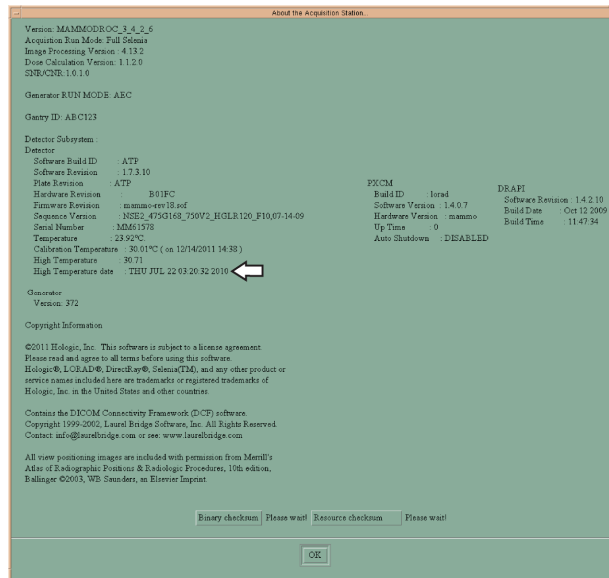 About the Acquisition Station...
Version: MAMMODROC_3_4_2_6
Acquistion Run Mode: Full Selenia
Image Processing Version : 4.13.2
Dose Calculation Version: 1.1.2.0
SNR/CNR:1.0.1.0
Generator RUN MODE: AEC
Gantry ID: ABC123
Detector Subsystem :
Detector
Software Build ID : ATP
Software Revision : 1.7.3.10
Plate Revision : ATP
Hardware Revision : B01FC
Firmware Revision : mammo-rev18.sof
Sequence Version : NSE2_475G168_750V2_HGLR120_F10,07-14-09
Serial Number : MM61578
Temperature : 23.92°C.
Calibration Temperature : 30.01°C ( on 12/14/2011 14:38 )
High Temperature : 30.71
High Temperature date : THU JUL 22 03:20:32 2010
PXCM
Build ID : lorad
Software Version : 1.4.0.7
Hardware Version : mammo
Up Time : 0
Auto Shutdown : DISABLED
DRAPI
Software Revision : 1.4.2.10
Build Date : Oct 12 2009
Build Time : 11:47:34
Generator
Version: 372
Copyright Information
©2011 Hologic, Inc. This software is subject to a license agreement.
Please read and agree to all terms before using this software.
Hologic®, LORAD®, DirectRay®, Selenia(TM), and any other product or
service names included here are trademarks or registered trademarks of
Hologic, Inc. in the United States and other countries.
Contains the DICOM Connectivity Framework (DCF) software.
Copyright 1999-2002, Laurel Bridge Software, Inc. All Rights Reserved.
Contact: info@laurelbridge.com or see: www.laurelbridge.com
All view positioning images are included with permission from Merrill's
Atlas of Radiographic Positions & Radiologic Procedures, 10th edition,
Ballinger ©2003, WB Saunders, an Elsevier Imprint.
Binary checksum Please wait! Resource checksum Please wait!
OK